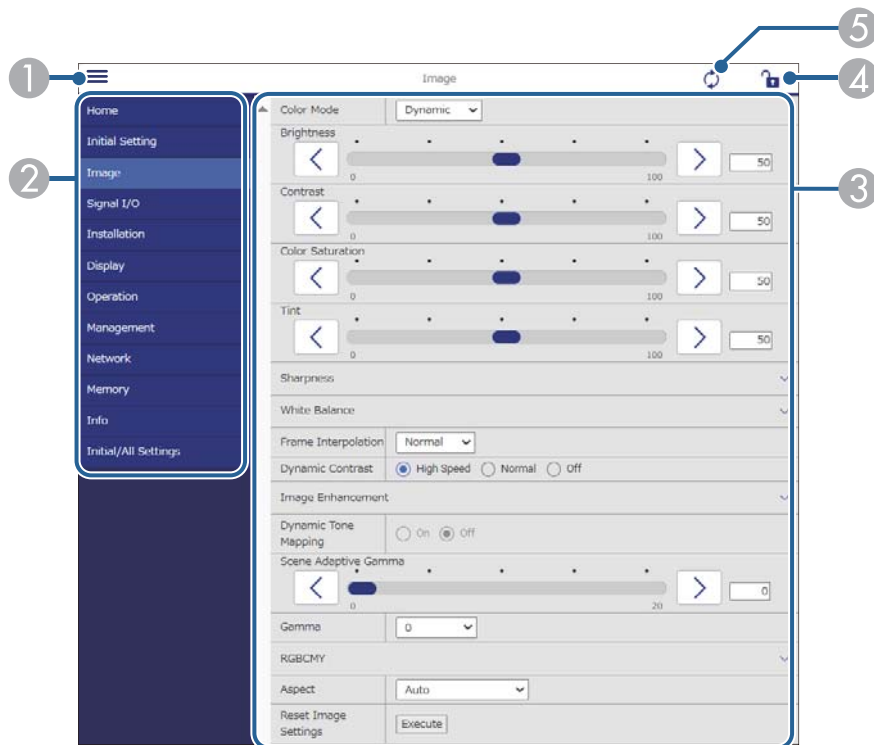 5
1
Image
4
2
Home
Initial Setting
Image
Signal I/O
Installation
Display
Operation
Management
Network
Memory
Info
Initial/All Settings
3
Color Mode Dynamic
Brightness
0 100 50
Contrast
0 100 50
Color Saturation
0 100 50
Tint
0 100 50
Sharpness
White Balance
Frame Interpolation Normal
Dynamic Contrast High Speed Normal Off
Image Enhancement
Dynamic Tone
Mapping
On Off
Scene Adaptive Gamma
0 20 0
Gamma 0
RGBCMY
Aspect Auto
Reset Image
Settings
Execute